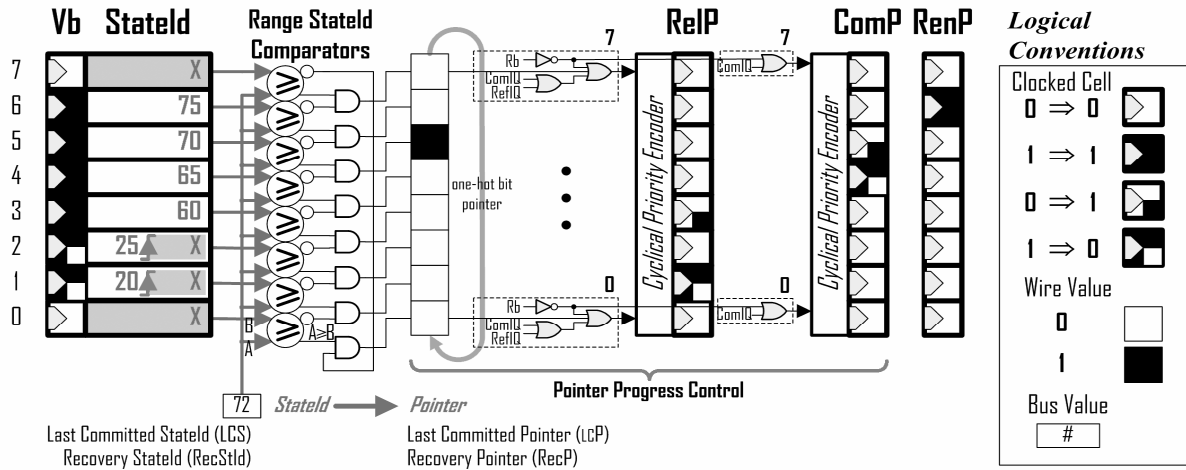 Vb StateId Range StateId RelP ComP RenP Logical
Comparators Conventions
7 7
7 X ≥ Rb ComIQ Clocked Cell
ComIQ
RefIQ
6 75 ≥ 0 ⇒ 0
5 70 ≥ 1 ⇒ 1
4 65 ≥ one-hot bit
pointer
3 60 ≥ 0 ⇒ 1
2 25 X ≥ 1 ⇒ 0
1 20 X ≥ 0 0
Wire Value
0 X ≥ Rb ComIQ 0
ComIQ
RefIQ
B A≥B
A
Cyclical Priority Encoder Cyclical Priority Encoder
1
Pointer Progress Control
72 StateId Pointer Bus Value
#
Last Committed StateId (LCS) Last Committed Pointer (LCP)
Recovery StateId (RecStId) Recovery Pointer (RecP)